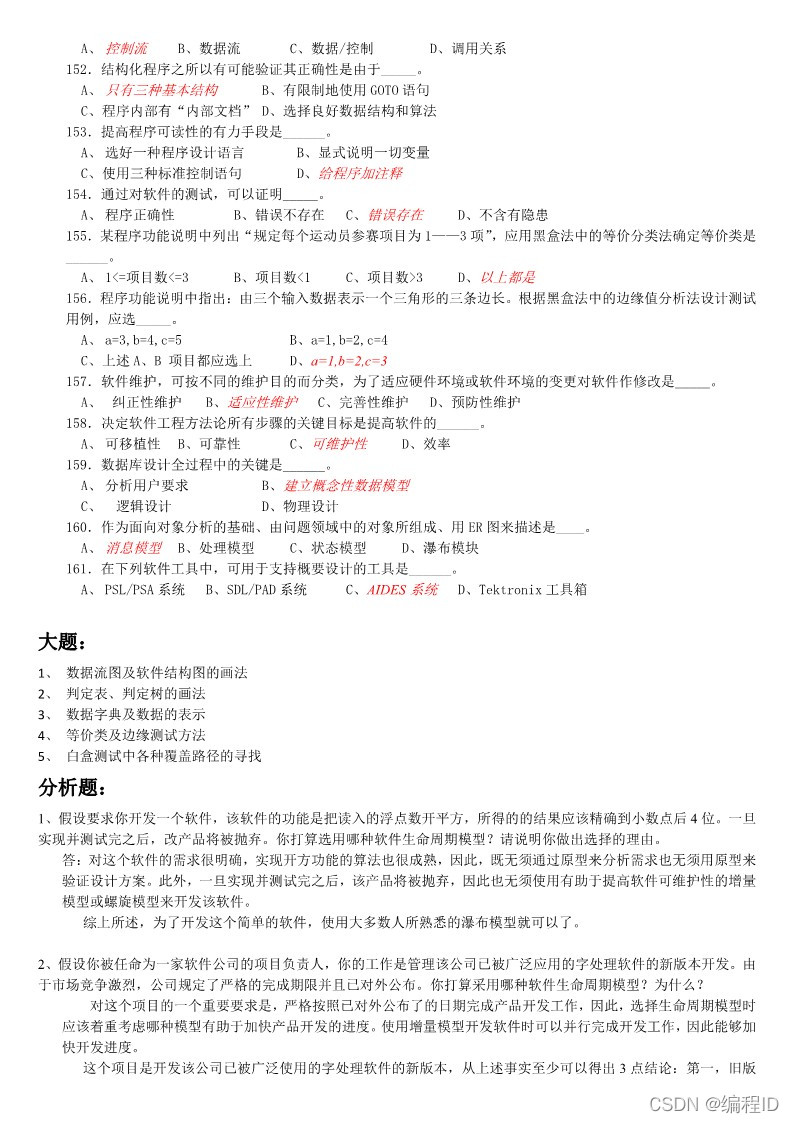 A、控制流 B、数据流 C、数据/控制 D、调用关系
152. 结构化程序之所以有可能验证其正确性是由于_____。
A、只有三种基本结构 B、有限制地使用 GOTO 语句
C、程序内部有“内部文档” D、选择良好数据结构和算法
153. 提高程序可读性的有力手段是______。
A、选好一种程序设计语言 B、显式说明一切变量
C、使用三种标准控制语句 D、给程序加注释
154. 通过对软件的测试，可以证明_____。
A、程序正确性 B、错误不存在 C、错误存在 D、不含有隐患
155. 某程序功能说明中列出“规定每个运动员参赛项目为 1——3 项”，应用黑盒法中的等价分类法确定等价类是
______。
A、1<=项目数<=3 B、项目数<1 C、项目数>3 D、以上都是
156. 程序功能说明中指出：由三个输入数据表示一个三角形的三条边长。根据黑盒法中的边缘值分析法设计测试
用例，应选_____。
A、a=3,b=4,c=5 B、a=1,b=2,c=4
C、上述 A、B 项目都应选上 D、a=1,b=2,c=3
157. 软件维护，可按不同的维护目的而分类，为了适应硬件环境或软件环境的变更对软件作修改是_____。
A、 纠正性维护 B、适应性维护 C、完善性维护 D、预防性维护
158. 决定软件工程方法论所有步骤的关键目标是提高软件的______。
A、可移植性 B、可靠性 C、可维护性 D、效率
159. 数据库设计全过程中的关键是______。
A、分析用户要求 B、建立概念性数据模型
C、 逻辑设计 D、物理设计
160. 作为面向对象分析的基础、由问题领域中的对象所组成、用 ER 图来描述是____。
A、消息模型 B、处理模型 C、状态模型 D、瀑布模块
161. 在下列软件工具中，可用于支持概要设计的工具是______。
A、PSL/PSA 系统 B、SDL/PAD 系统 C、AIDES 系统 D、Tektronix 工具箱
大题：
1、 数据流图及软件结构图的画法
2、 判定表、判定树的画法
3、 数据字典及数据的表示
4、 等价类及边缘测试方法
5、 白盒测试中各种覆盖路径的寻找
分析题：
1、假设要求你开发一个软件，该软件的功能是把读入的浮点数开平方，所得的的结果应该精确到小数点后 4 位。一旦
实现并测试完之后，改产品将被抛弃。你打算选用哪种软件生命周期模型？请说明你做出选择的理由。
答：对这个软件的需求很明确，实现开方功能的算法也很成熟，因此，既无须通过原型来分析需求也无须用原型来
验证设计方案。此外，一旦实现并测试完之后，该产品将被抛弃，因此也无须使用有助于提高软件可维护性的增量
模型或螺旋模型来开发该软件。
综上所述，为了开发这个简单的软件，使用大多数人所熟悉的瀑布模型就可以了。
2、假设你被任命为一家软件公司的项目负责人，你的工作是管理该公司已被广泛应用的字处理软件的新版本开发。由
于市场竞争激烈，公司规定了严格的完成期限并且已对外公布。你打算采用哪种软件生命周期模型？为什么？
对这个项目的一个重要要求是，严格按照已对外公布了的日期完成产品开发工作，因此，选择生命周期模型时
应该着重考虑哪种模型有助于加快产品开发的进度。使用增量模型开发软件时可以并行完成开发工作，因此能够加
快开发进度。
这个项目是开发该公司已被广泛使用的字处理软件的新版本，从上述事实至少可以得出 3 点结论：第一，旧版
CSDN @编程ID